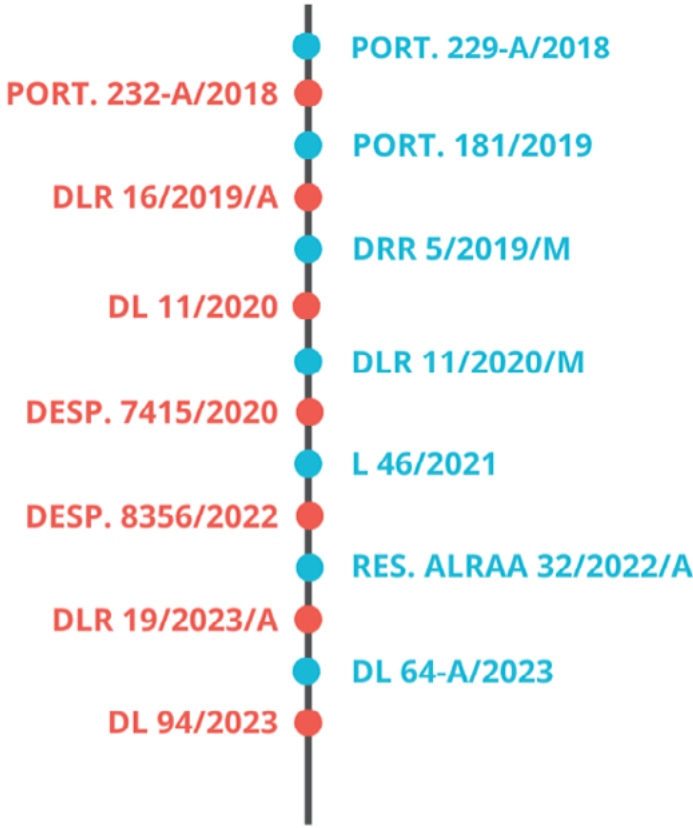 PORT. 229-A/2018
PORT. 232-A/2018
PORT. 181/2019
DLR 16/2019/A
DRR 5/2019/M
DL 11/2020
DLR 11/2020/M
DESP. 7415/2020
L 46/2021
DESP. 8356/2022
RES. ALRAA 32/2022/A
DLR 19/2023/A
DL 64-A/2023
DL 94/2023